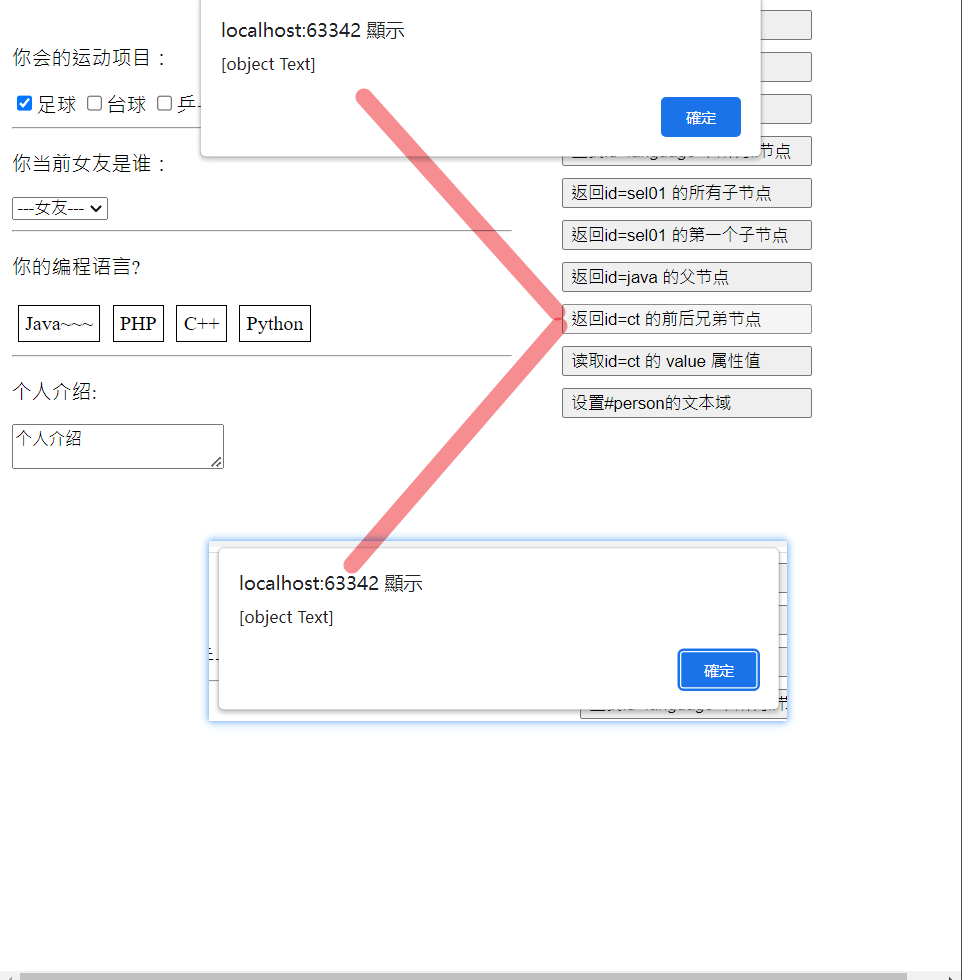 localhost:63342 顯示
[object Text]
確定
你会的运动项目：
足球 台球
你当前女友是谁：
---女友---
你的编程语言?
Java~~~ PHP C++ Python
个人介绍:
个人介绍
返回id=sel01 的所有子节点
返回id=sel01 的第一个子节点
返回id=java 的父节点
返回id=ct 的前后兄弟节点
读取id=ct 的 value 属性值
设置#person的文本域
localhost:63342 顯示
[object Text]
確定